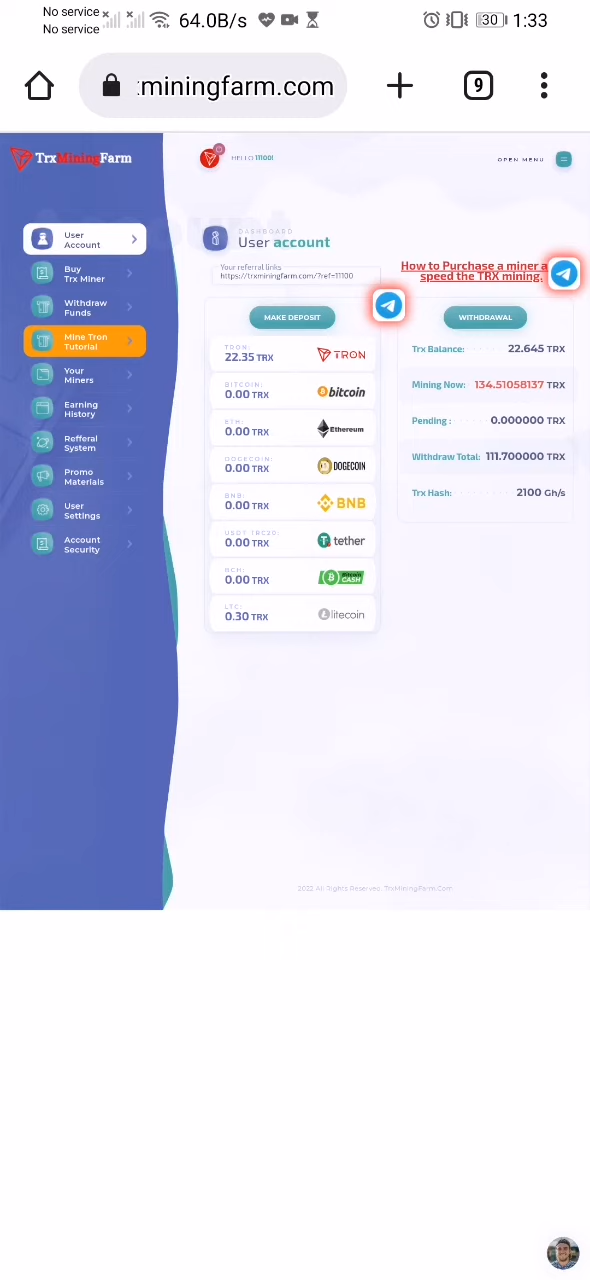 No service
No service
64.0B/s
30
1:33
:miningfarm.com
9
TrxMiningFarm
HELLO 11100!
OPEN MENU
User
Account
Buy
Trx Miner
Withdraw
Funds
Mine Tron
Tutorial
Your
Miners
Earning
History
Refferal
System
Promo
Materials
User
Settings
Account
Security
DASHBOARD
User account
Your referral links
https://trxminingfarm.com/?ref=11100
How to Purchase a miner a
speed the TRX mining.
MAKE DEPOSIT
TRON:
22.35 TRX
TRON
BITCOIN:
0.00 TRX
bitcoin
ETH:
0.00 TRX
Ethereum
DOGECOIN:
0.00 TRX
DOGECOIN
BNB:
0.00 TRX
BNB
USDT TRC20:
0.00 TRX
tether
BCH:
0.00 TRX
Bitcoin
CASH
LTC:
0.30 TRX
litecoin
WITHDRAWAL
Trx Balance: 22.645 TRX
Mining Now: 134.51058137 TRX
Pending : 0.000000 TRX
Withdraw Total: 111.700000 TRX
Trx Hash: 2100 Gh/s
2022 All Rights Reserved. TrxMiningFarm.Com